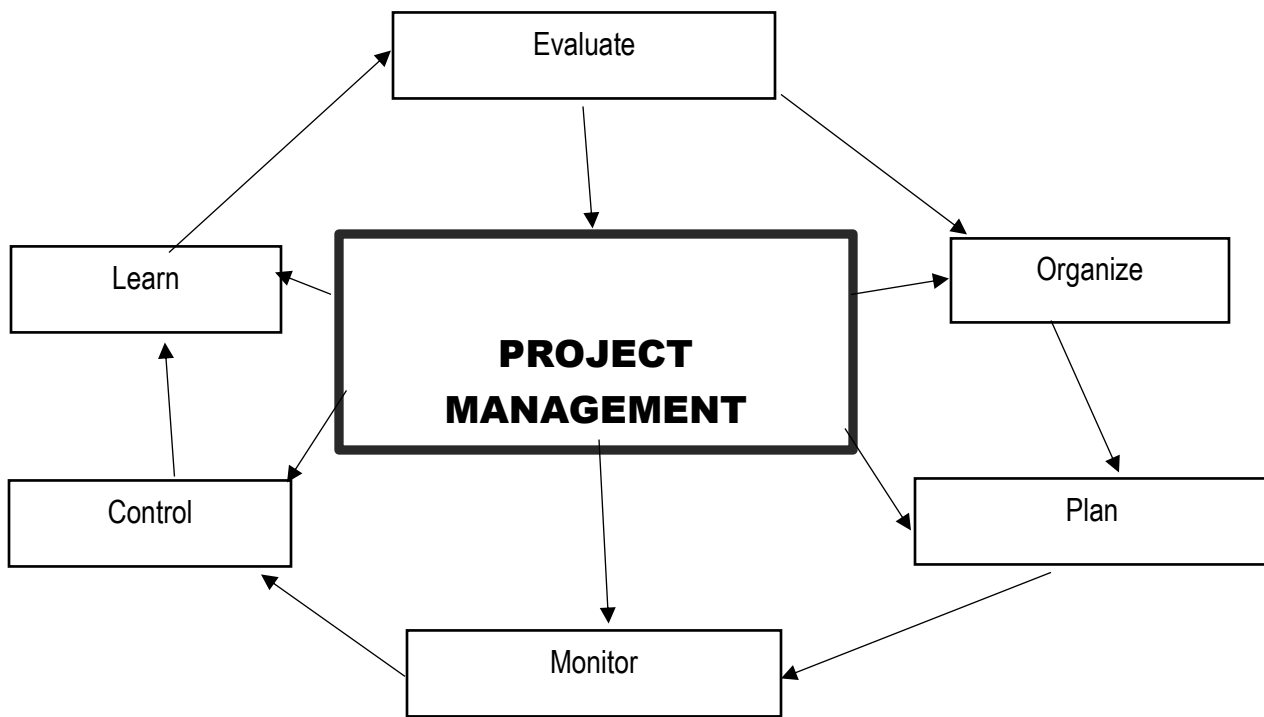 Evaluate
Learn
Organize
PROJECT
MANAGEMENT
Control
Plan
Monitor